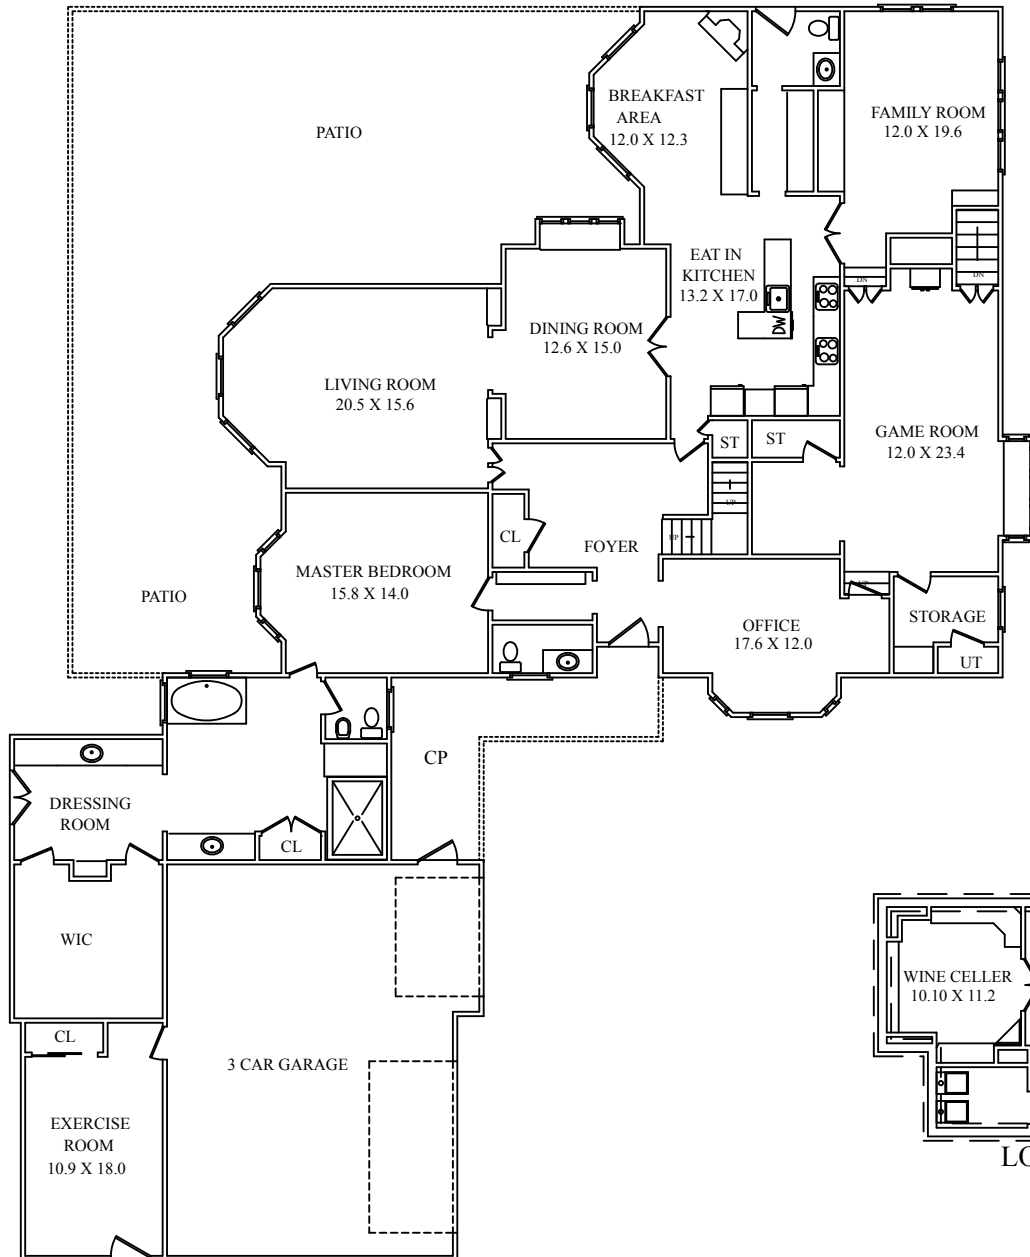 PATIO
BREAKFAST
AREA
12.0 X 12.3
FAMILY ROOM
12.0 X 19.6
EAT IN
KITCHEN
13.2 X 17.0
DN
DN
DW
DINING ROOM
12.6 X 15.0
LIVING ROOM
20.5 X 15.6
GAME ROOM
12.0 X 23.4
ST
ST
UP
UP
CL
FOYER
MASTER BEDROOM
15.8 X 14.0
PATIO
UP
OFFICE
17.6 X 12.0
STORAGE
UT
CP
DRESSING
ROOM
CL
WIC
WINE CELLER
10.10 X 11.2
CL
3 CAR GARAGE
EXERCISE
ROOM
10.9 X 18.0
LO